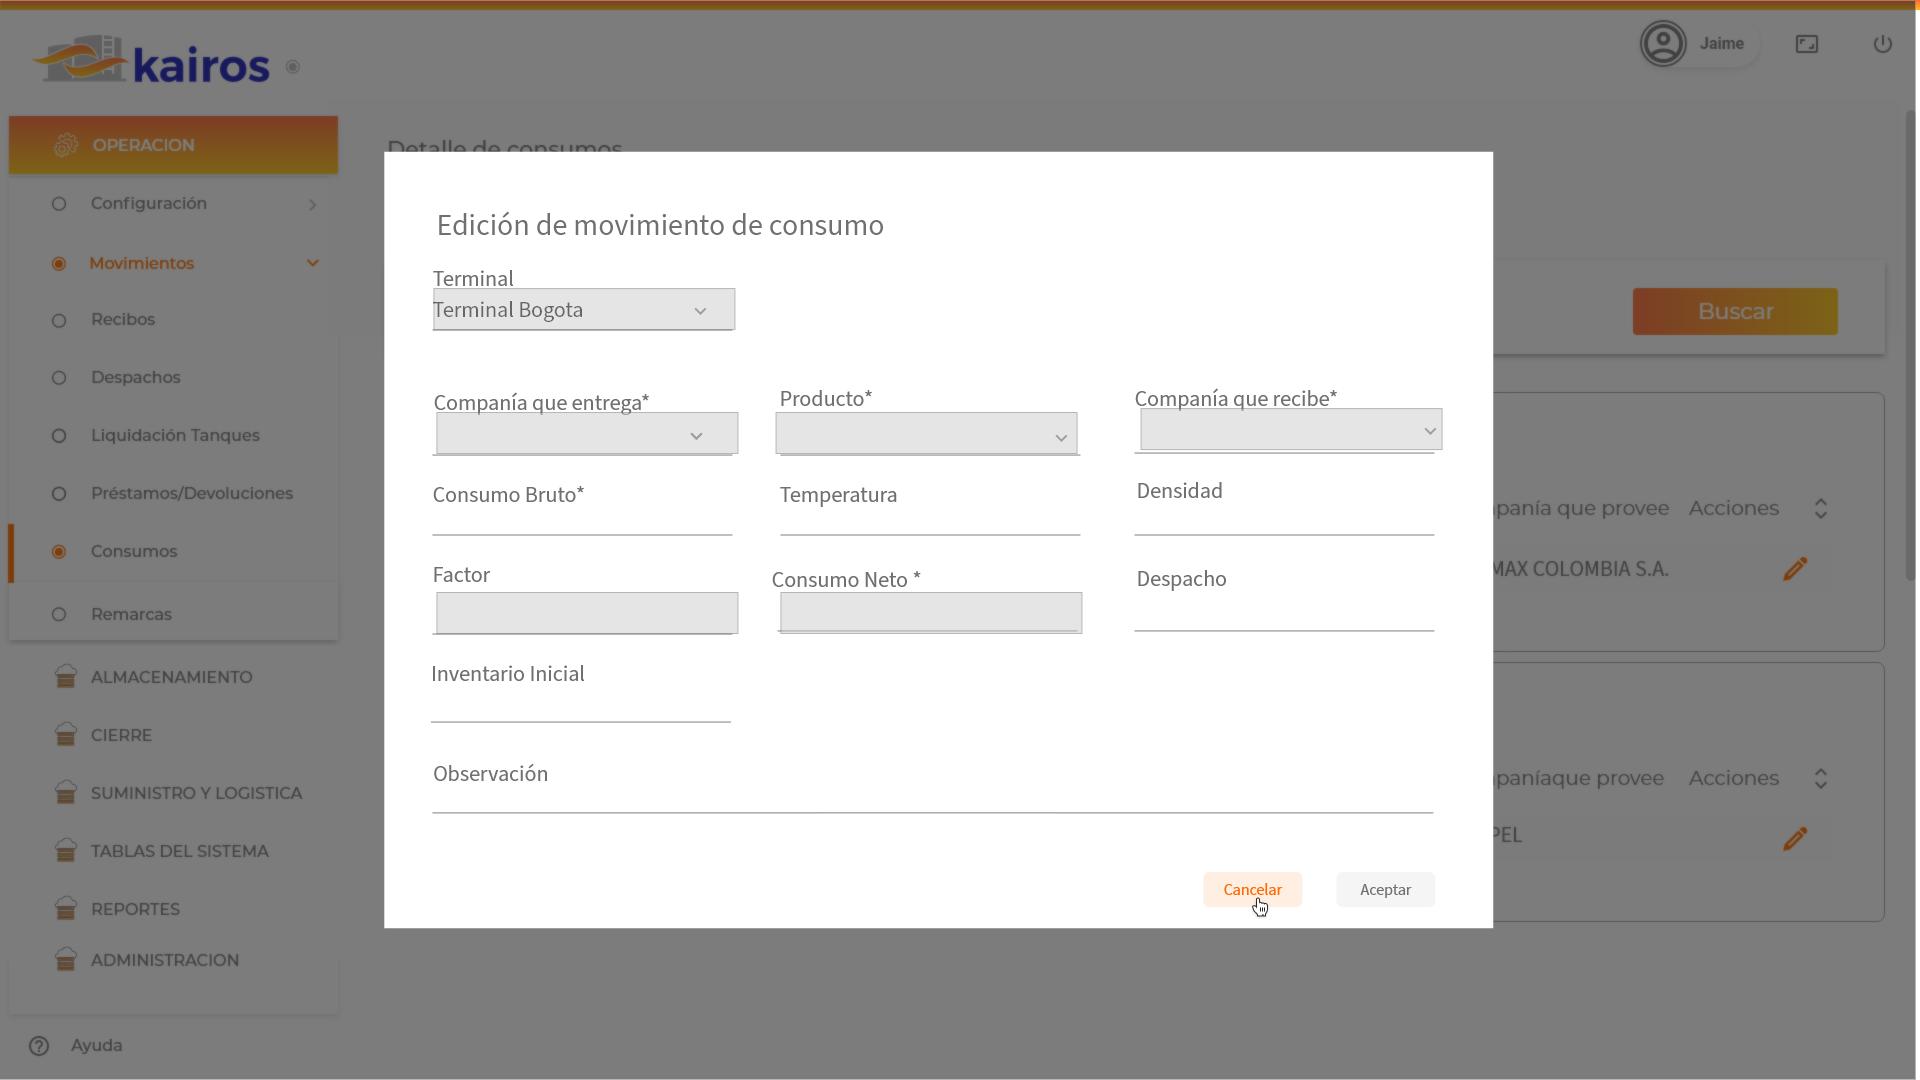 kairos
Jaime
OPERACION
Configuración
Movimientos
Recibos
Despachos
Liquidación Tanques
Préstamos/Devoluciones
Consumos
Remarcas
ALMACENAMIENTO
CIERRE
SUMINISTRO Y LOGISTICA
TABLAS DEL SISTEMA
REPORTES
ADMINISTRACION
Ayuda
Detalle de consumos
Buscar
Edición de movimiento de consumo
Terminal
Terminal Bogota
Compañía que entrega*
Producto*
Compañía que recibe*
Consumo Bruto*
Temperatura
Densidad
Factor
Consumo Neto *
Despacho
Inventario Inicial
Observación
Cancelar
Aceptar
pañía que provee Acciones
MAX COLOMBIA S.A.
pañíaque provee Acciones
PEL